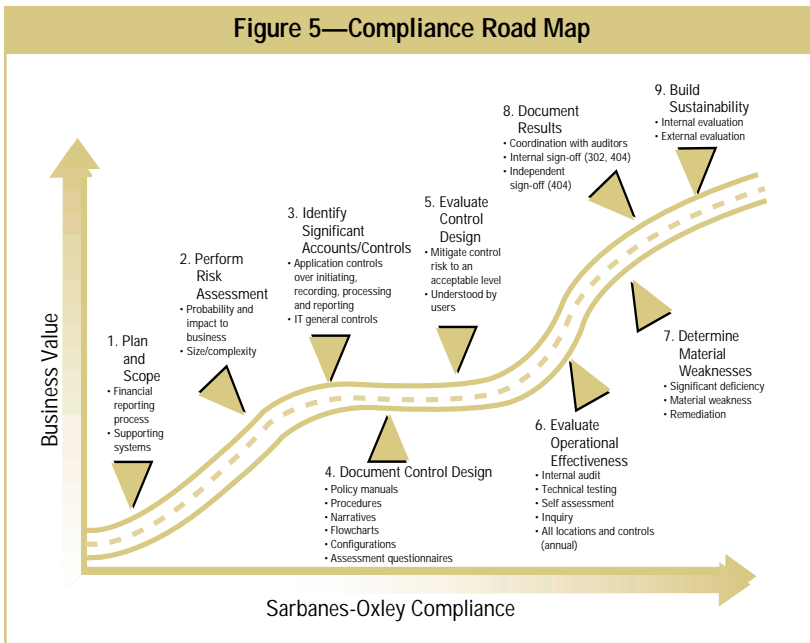 Figure 5—Compliance Road Map
Business Value
1. Plan
and
Scope
• Financial
reporting
process
• Supporting
systems
2. Perform
Risk
Assessment
• Probability and
impact to
business
• Size/complexity
3. Identify
Significant
Accounts/Controls
• Application controls
over initiating,
recording, processing
and reporting
• IT general controls
4. Document Control Design
• Policy manuals
• Procedures
• Narratives
• Flowcharts
• Configurations
• Assessment questionnaires
5. Evaluate
Control
Design
• Mitigate control
risk to an
acceptable level
• Understood by
users
6. Evaluate
Operational
Effectiveness
• Internal audit
• Technical testing
• Self assessment
• Inquiry
• All locations and controls
(annual)
7. Determine
Material
Weaknesses
• Significant deficiency
• Material weakness
• Remediation
8. Document
Results
• Coordination with auditors
• Internal sign-off (302, 404)
• Independent
sign-off (404)
9. Build
Sustainability
• Internal evaluation
• External evaluation
Sarbanes-Oxley Compliance